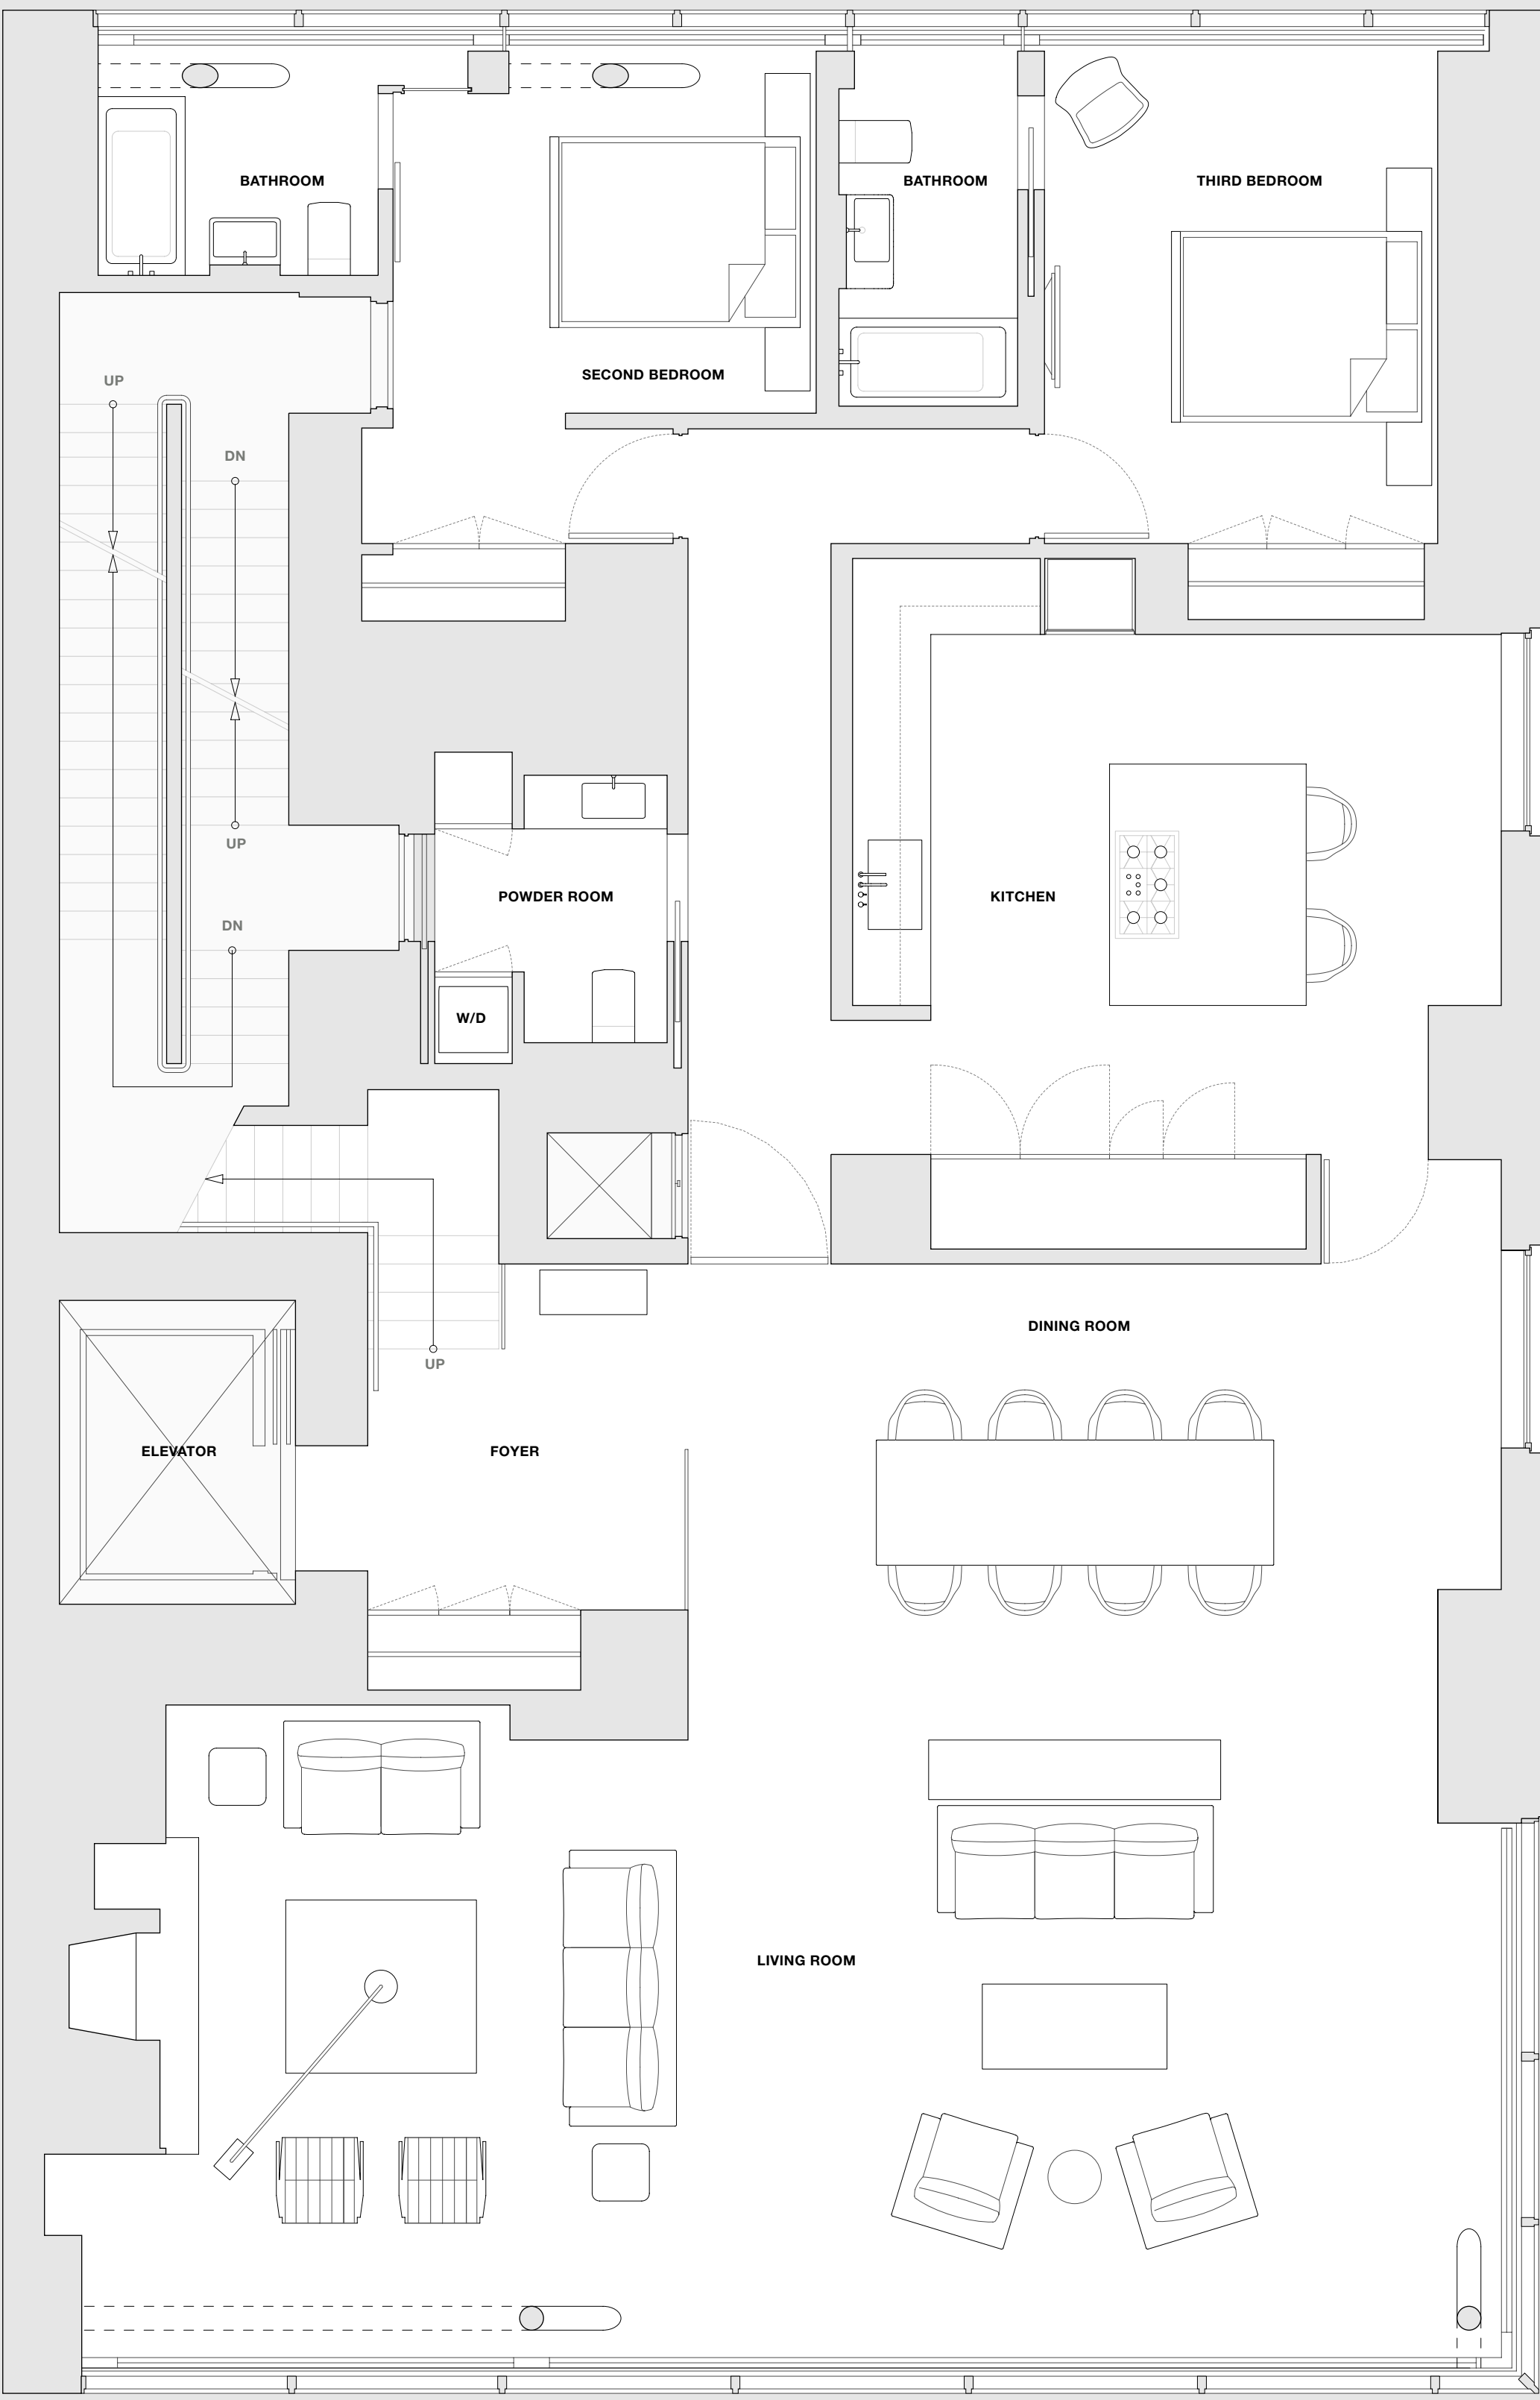 BATHROOM
BATHROOM
THIRD BEDROOM
SECOND BEDROOM
UP
DN
UP
POWDER ROOM
KITCHEN
DN
W/D
DINING ROOM
UP
ELEVATOR
FOYER
LIVING ROOM